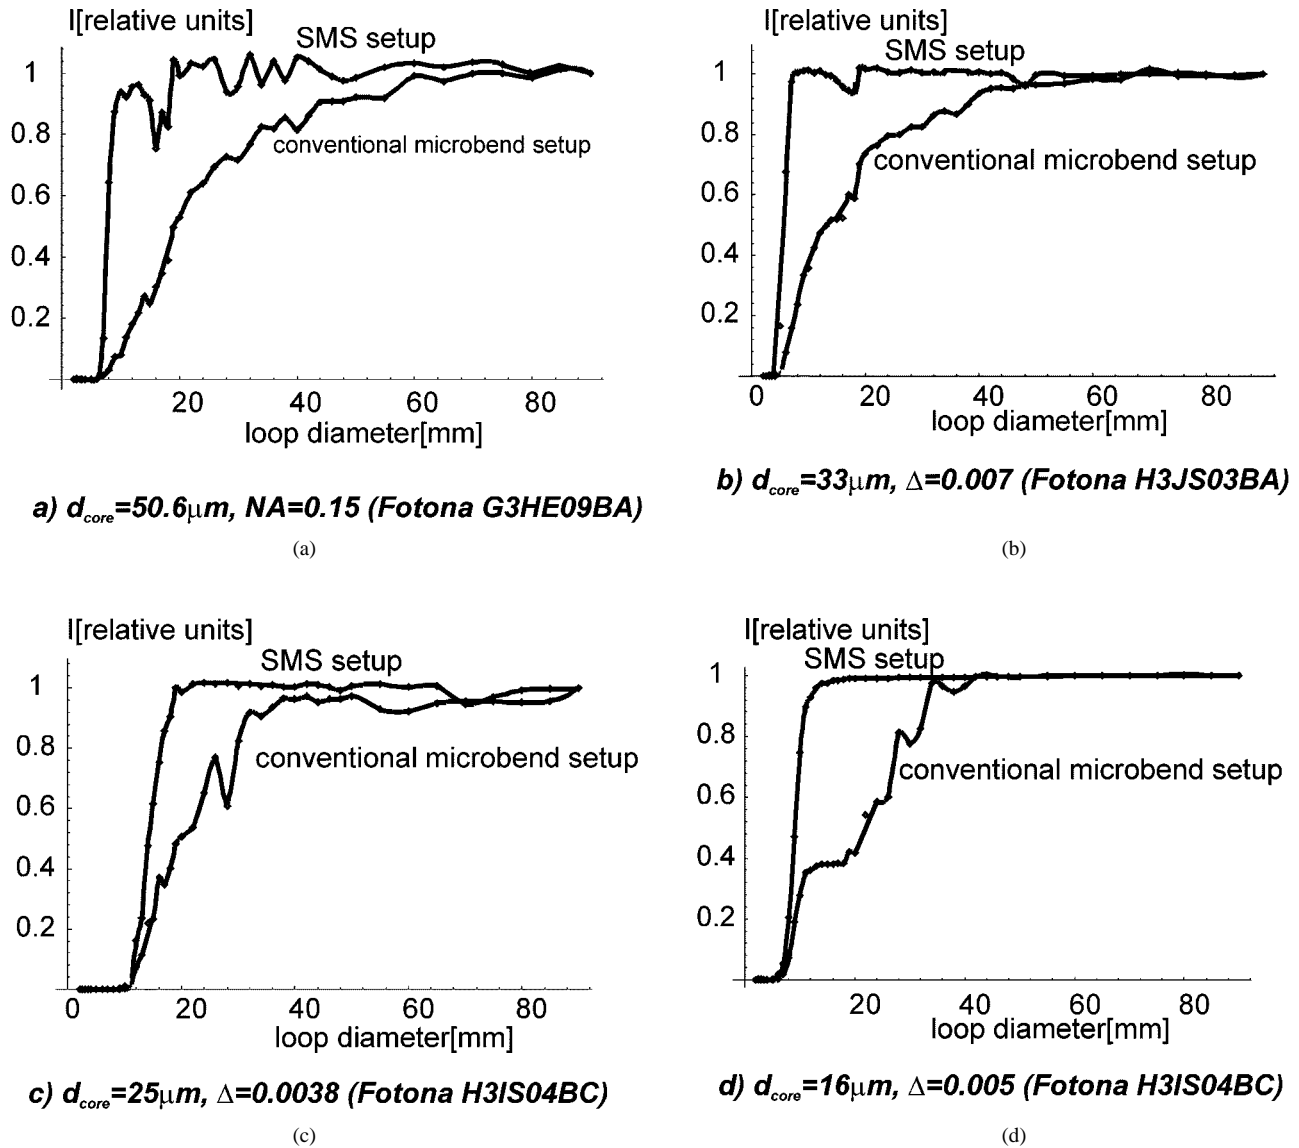 I[relative units]
SMS setup
1
0.8
conventional microbend setup
0.6
0.4
0.2
20 40 60 80
loop diameter[mm]
a) dcore=50.6μm, NA=0.15 (Fotona G3HE09BA)
(a)
I[relative units]
SMS setup
1
0.8
conventional microbend setup
0.6
0.4
0.2
0 20 40 60 80
loop diameter[mm]
b) dcore=33μm, Δ=0.007 (Fotona H3JS03BA)
(b)
I[relative units]
SMS setup
1
0.8
conventional microbend setup
0.6
0.4
0.2
0 20 40 60 80
loop diameter[mm]
c) dcore=25μm, Δ=0.0038 (Fotona H3IS04BC)
(c)
I[relative units]
SMS setup
1
0.8
conventional microbend setup
0.6
0.4
0.2
20 40 60 80
loop diameter[mm]
d) dcore=16μm, Δ=0.005 (Fotona H3IS04BC)
(d)